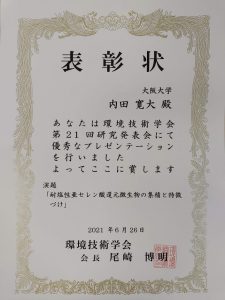 表彰状
大阪大学
内田 寛大 殿
あなたは環境技術学会
第21回研究発表会にて
優秀なプレゼンテーション
を行いました
よってここに賞します
演題
「耐塩性亜セレン酸還元微生物の集積と特徴
づけ」
2021年6月26日
環境技術学会
会長 尾崎 博明